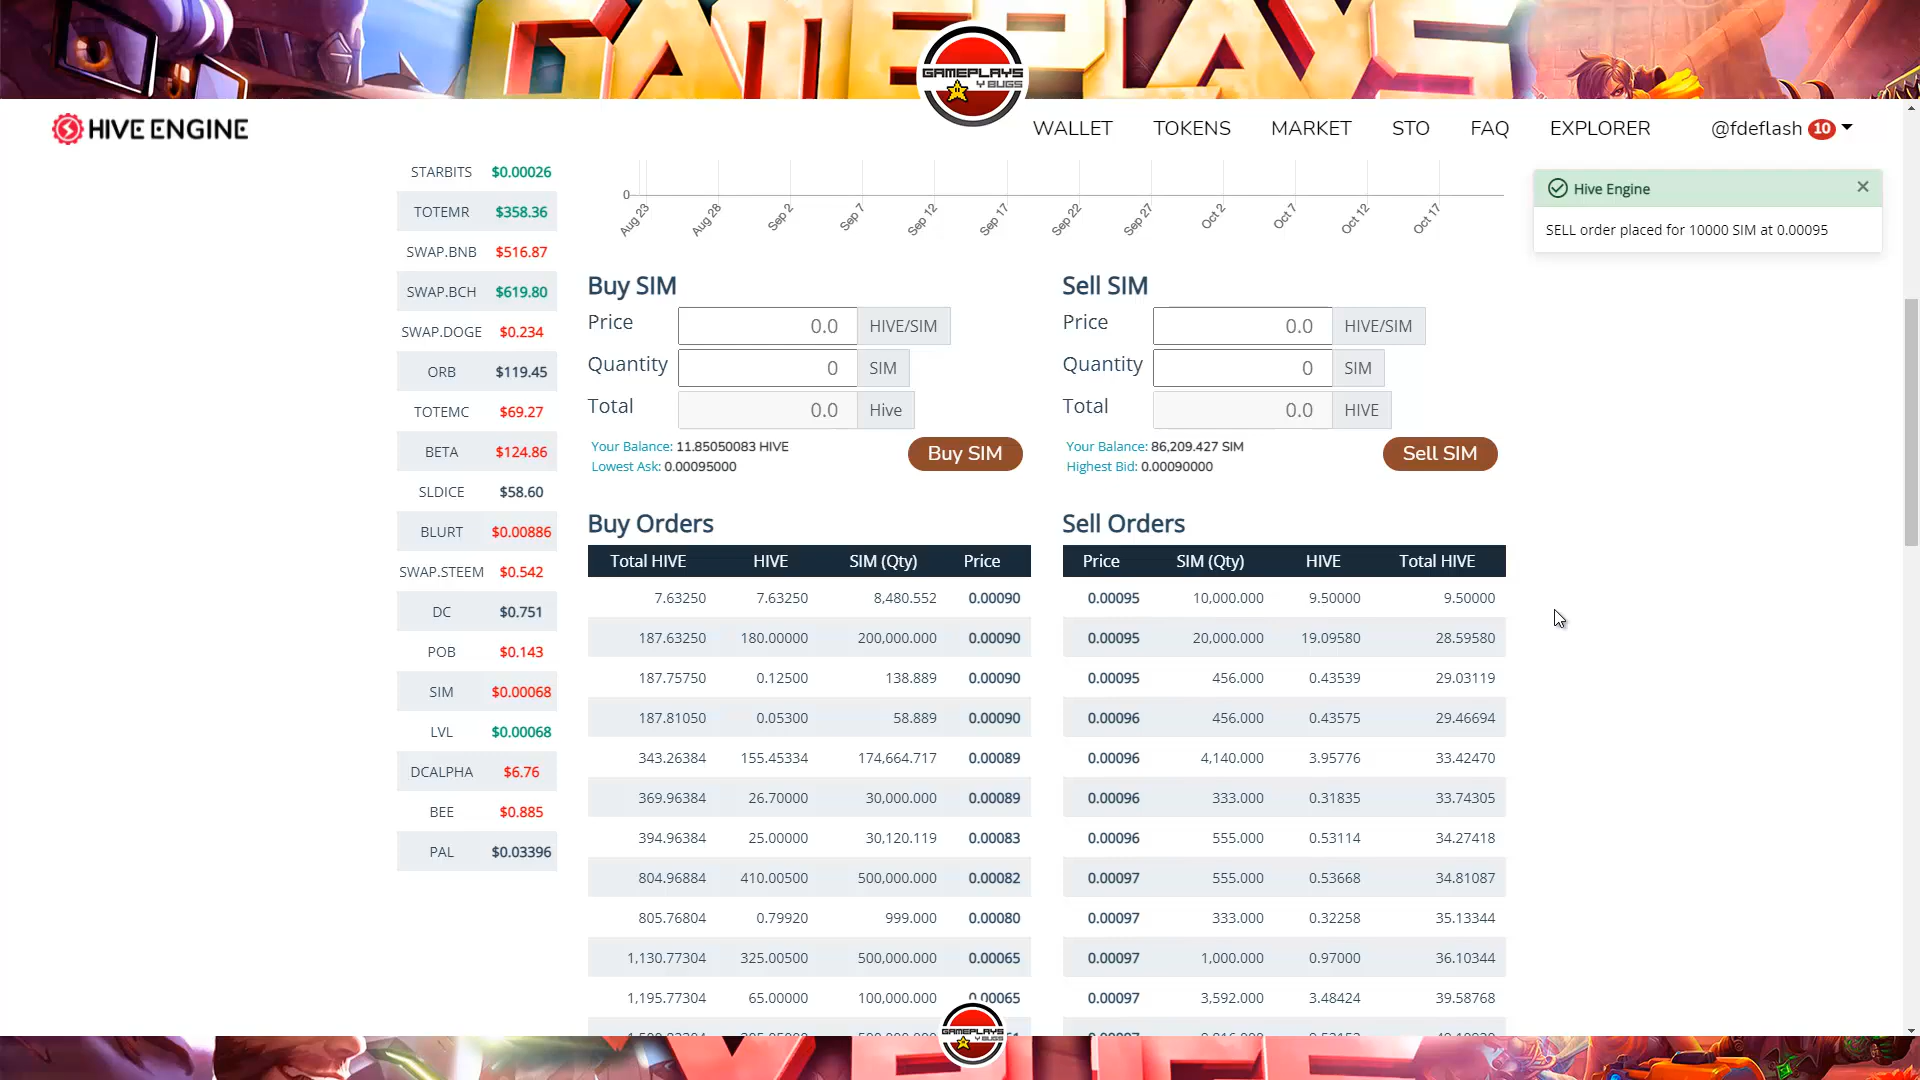 GAMEPLAYS
GAMEPLAYS
Y BUGS
HIVE ENGINE
WALLET TOKENS MARKET STO FAQ EXPLORER @fdeflash 10
STARBITS $0.00026
TOTEMR $358.36
SWAP.BNB $516.87
SWAP.BCH $619.80
SWAP.DOGE $0.234
ORB $119.45
TOTEMC $69.27
BETA $124.86
SLDICE $58.60
BLURT $0.00886
SWAP.STEEM $0.542
DC $0.751
POB $0.143
SIM $0.00068
LVL $0.00068
DCALPHA $6.76
BEE $0.885
PAL $0.03396
0
Aug 23 Aug 28 Sep 2 Sep 7 Sep 12 Sep 17 Sep 22 Sep 27 Oct 2 Oct 7 Oct 12 Oct 17
Hive Engine
SELL order placed for 10000 SIM at 0.00095
Buy SIM
Price 0.0 HIVE/SIM
Quantity 0 SIM
Total 0.0 Hive
Your Balance: 11.85050083 HIVE
Lowest Ask: 0.00095000
Buy SIM
Sell SIM
Price 0.0 HIVE/SIM
Quantity 0 SIM
Total 0.0 HIVE
Your Balance: 86,209.427 SIM
Highest Bid: 0.00090000
Sell SIM
Buy Orders
Total HIVE HIVE SIM (Qty) Price
7.63250 7.63250 8,480.552 0.00090
187.63250 180.00000 200,000.000 0.00090
187.75750 0.12500 138.889 0.00090
187.81050 0.05300 58.889 0.00090
343.26384 155.45334 174,664.717 0.00089
369.96384 26.70000 30,000.000 0.00089
394.96384 25.00000 30,120.119 0.00083
804.96884 410.00500 500,000.000 0.00082
805.76804 0.79920 999.000 0.00080
1,130.77304 325.00500 500,000.000 0.00065
1,195.77304 65.00000 100,000.000 0.00065
Sell Orders
Price SIM (Qty) HIVE Total HIVE
0.00095 10,000.000 9.50000 9.50000
0.00095 20,000.000 19.09580 28.59580
0.00095 456.000 0.43539 29.03119
0.00096 456.000 0.43575 29.46694
0.00096 4,140.000 3.95776 33.42470
0.00096 333.000 0.31835 33.74305
0.00096 555.000 0.53114 34.27418
0.00097 555.000 0.53668 34.81087
0.00097 333.000 0.32258 35.13344
0.00097 1,000.000 0.97000 36.10344
0.00097 3,592.000 3.48424 39.58768
GAMEPLAYS
Y BUGS